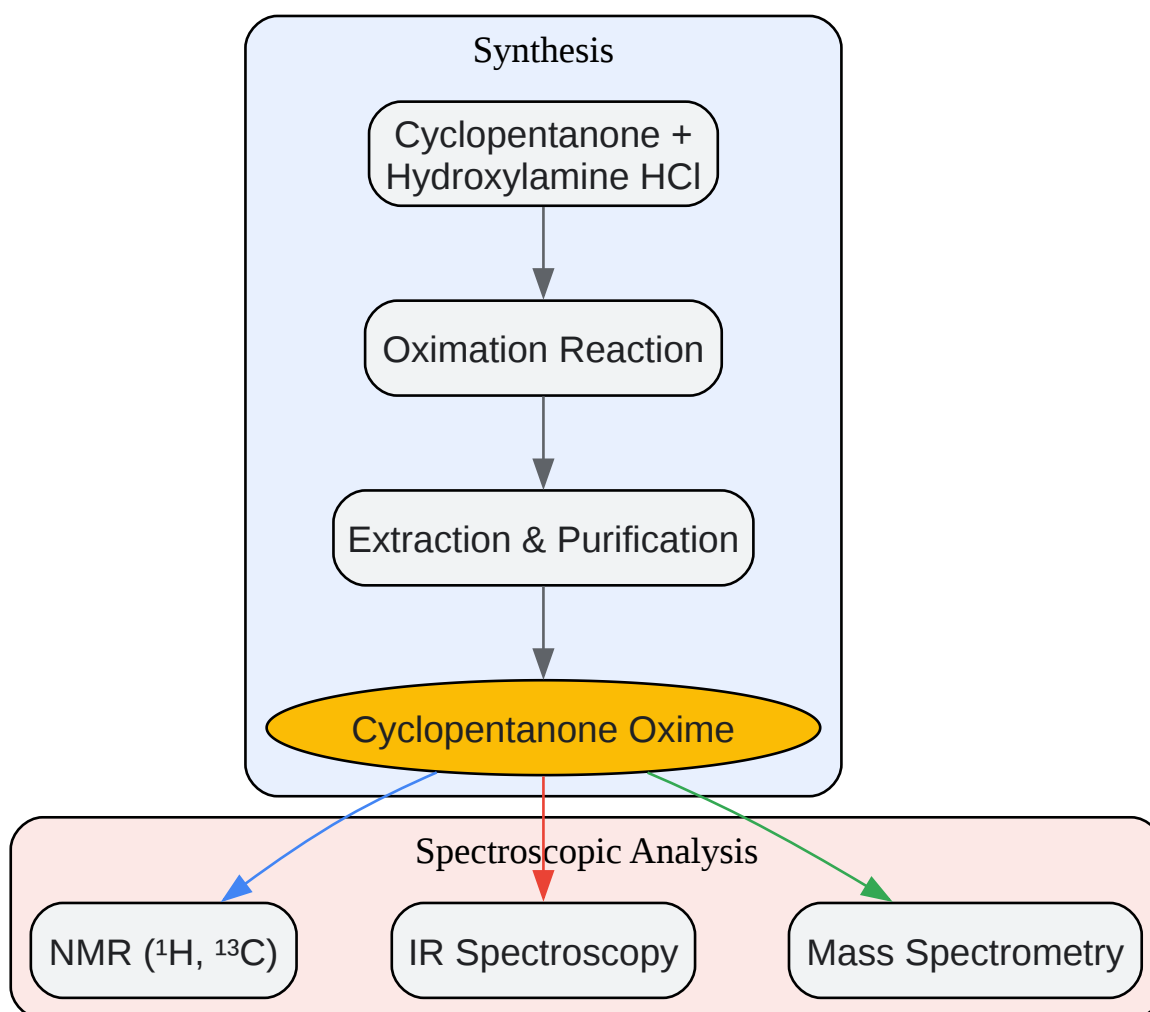 Synthesis
Cyclopentanone +
Hydroxylamine HCl
Oximation Reaction
Extraction & Purification
Cyclopentanone Oxime
Spectroscopic Analysis
NMR (¹H, ¹³C)
IR Spectroscopy
Mass Spectrometry